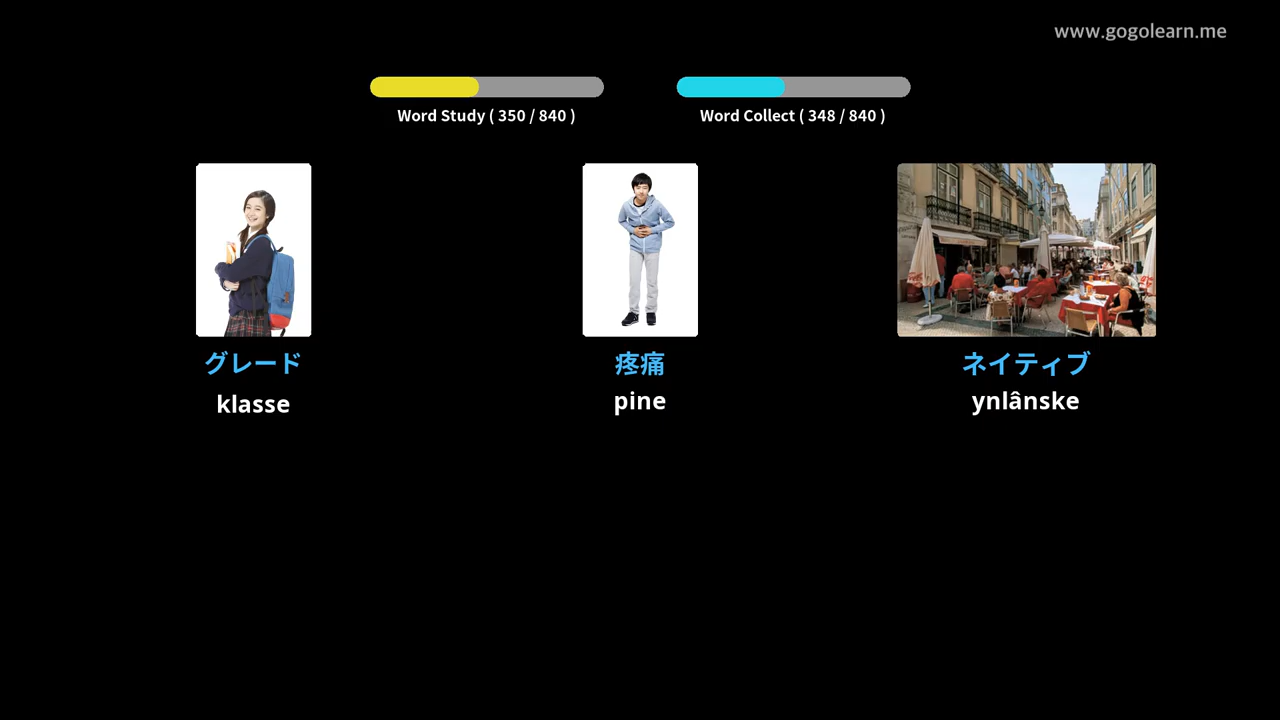 www.gogolearn.me
Word Study ( 350 / 840 )
Word Collect ( 348 / 840 )
グレード
klasse
疼痛
pine
ネイティブ
ynlânske